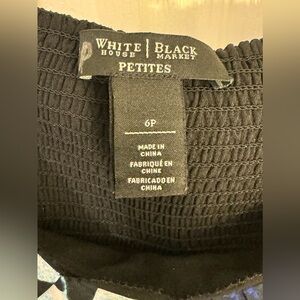 WHITE | BLACK
HOUSE | MARKET
PETITES
6P
MADE IN
CHINA
FABRIQUÉ EN
CHINE
FABRICADO EN
CHINA